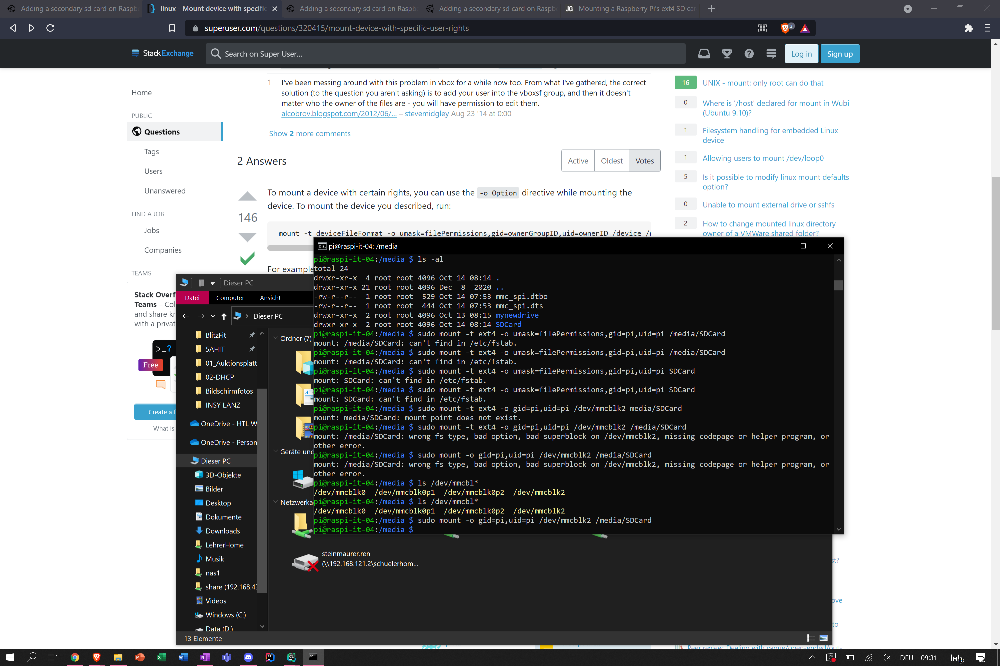 Adding a secondary sd card on Raspb
linux - Mount device with specific
Adding a secondary sd card on Raspb
Adding a secondary sd card on Raspb
JG Mounting a Raspberry Pi's ext4 SD car
superuser.com/questions/320415/mount-device-with-specific-user-rights
3
StackExchange
Search on Super User...
Log in
Sign up
Home
PUBLIC
Questions
Tags
Users
Unanswered
FIND A JOB
Jobs
Companies
TEAMS
Stack Overf
Teams – Col
and share kr
with a privat
>_?
Free
Create a f
What is
1 I've been messing around with this problem in vbox for a while now too. From what I've gathered, the correct
solution (to the question you aren't asking) is to add your user into the vboxsf group, and then it doesn't
matter who the owner of the files are - you will have permission to edit them.
alcobrov.blogspot.com/2012/06/... – stevemidgley Aug 23 '14 at 0:00
Show 2 more comments
2 Answers
Active Oldest Votes
146
To mount a device with certain rights, you can use the -o Option directive while mounting the
device. To mount the device you described, run:
mount -t deviceFileFormat -o umask=filePermissions,gid=ownerGroupID,uid=ownerID /device /r
For example
16 UNIX - mount: only root can do that
0 Where is '/host' declared for mount in Wubi
(Ubuntu 9.10)?
1 Filesystem handling for embedded Linux
device
1 Allowing users to mount /dev/loop0
5 Is it possible to modify linux mount defaults
option?
0 Unable to mount external drive or sshfs
2 How to change mounted linux directory
owner of a VMWare shared folder?
pi@raspi-it-04: /media
pi@raspi-it-04:/media $ ls -al
total 24
drwxr-xr-x  4 root root 4096 Oct 14 08:14 .
drwxr-xr-x 21 root root 4096 Dec  8  2020 ..
-rw-r--r--  1 root root  529 Oct 14 07:53 mmc_spi.dtbo
-rw-r--r--  1 root root  444 Oct 14 07:53 mmc_spi.dts
drwxr-xr-x  2 root root 4096 Oct 13 08:15 mynewdrive
drwxr-xr-x  2 root root 4096 Oct 14 08:14 SDCard
pi@raspi-it-04:/media $ sudo mount -t ext4 -o umask=filePermissions,gid=pi,uid=pi /media/SDCard
mount: /media/SDCard: can't find in /etc/fstab.
pi@raspi-it-04:/media $ sudo mount -t ext4 -o umask=filePermissions,gid=pi,uid=pi /media/SDCard
mount: /media/SDCard: can't find in /etc/fstab.
pi@raspi-it-04:/media $ sudo mount -t ext4 -o umask=filePermissions,gid=pi,uid=pi SDCard
mount: SDCard: can't find in /etc/fstab.
pi@raspi-it-04:/media $ sudo mount -t ext4 -o umask=filePermissions,gid=pi,uid=pi SDCard
mount: SDCard: can't find in /etc/fstab.
pi@raspi-it-04:/media $ sudo mount -t ext4 -o gid=pi,uid=pi /dev/mmcblk2 media/SDCard
mount: media/SDCard: mount point does not exist.
pi@raspi-it-04:/media $ sudo mount -t ext4 -o gid=pi,uid=pi /dev/mmcblk2 /media/SDCard
mount: /media/SDCard: wrong fs type, bad option, bad superblock on /dev/mmcblk2, missing codepage or helper program, or
other error.
pi@raspi-it-04:/media $ sudo mount -o gid=pi,uid=pi /dev/mmcblk2 /media/SDCard
mount: /media/SDCard: wrong fs type, bad option, bad superblock on /dev/mmcblk2, missing codepage or helper program, or
other error.
pi@raspi-it-04:/media $ ls /dev/mmcbl*
/dev/mmcblk0  /dev/mmcblk0p1  /dev/mmcblk0p2  /dev/mmcblk2
pi@raspi-it-04:/media $ ls /dev/mmcbl*
/dev/mmcblk0  /dev/mmcblk0p1  /dev/mmcblk0p2  /dev/mmcblk2
pi@raspi-it-04:/media $ sudo mount -o gid=pi,uid=pi /dev/mmcblk2 /media/SDCard
pi@raspi-it-04:/media $
Dieser PC
Datei Computer Ansicht
Dieser PC
BlitzFit
5AHIT
01_Auktionsplatt
02-DHCP
Bildschirmfotos
INSY LANZ
OneDrive - HTL W
OneDrive - Person
Dieser PC
3D-Objekte
Bilder
Desktop
Dokumente
Downloads
LehrerHome
Musik
nas1
share (192.168.43
Videos
Windows (C:)
Data (D:)
Ordner (7)
Geräte und
Netzwerka
steinmaurer.ren
(\\192.168.121.2\schuelerhom...
13 Elemente
st?
ove
to
Peer review: Dealing with vague/open-ended/out-
DEU 09:31
3